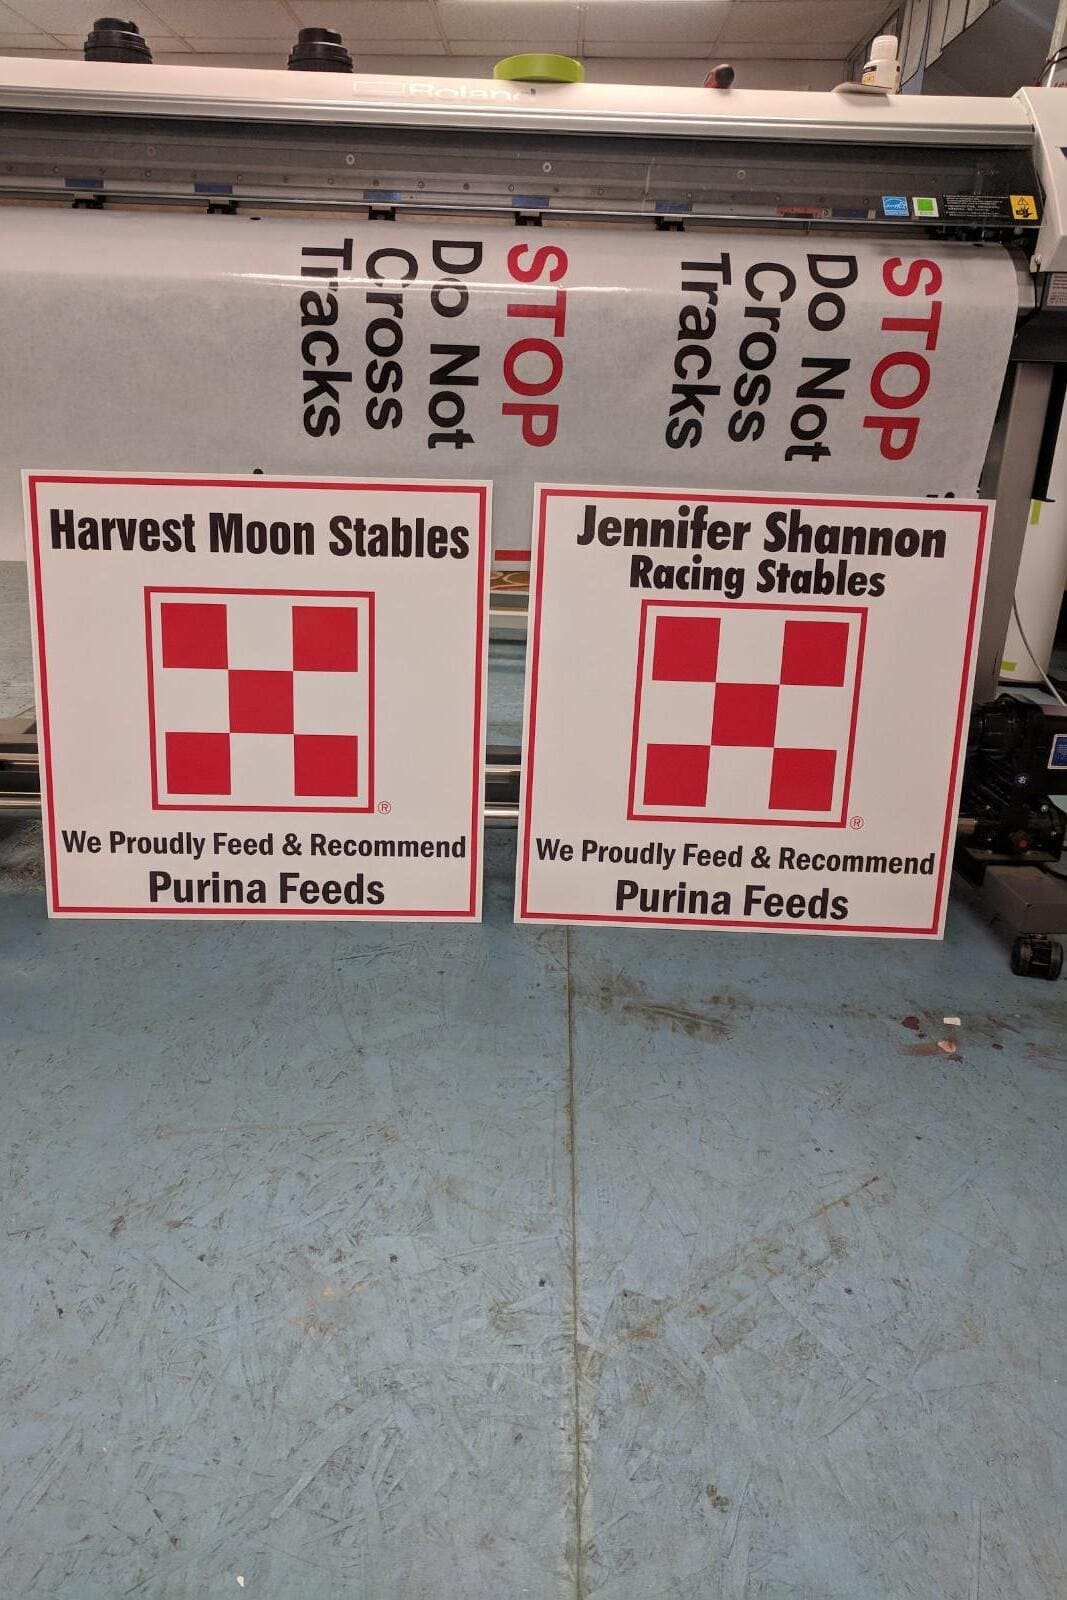 Roland
STOP
Do Not
Cross
Tracks
STOP
Do Not
Cross
Tracks
Harvest Moon Stables
®
We Proudly Feed & Recommend
Purina Feeds
Jennifer Shannon
Racing Stables
®
We Proudly Feed & Recommend
Purina Feeds